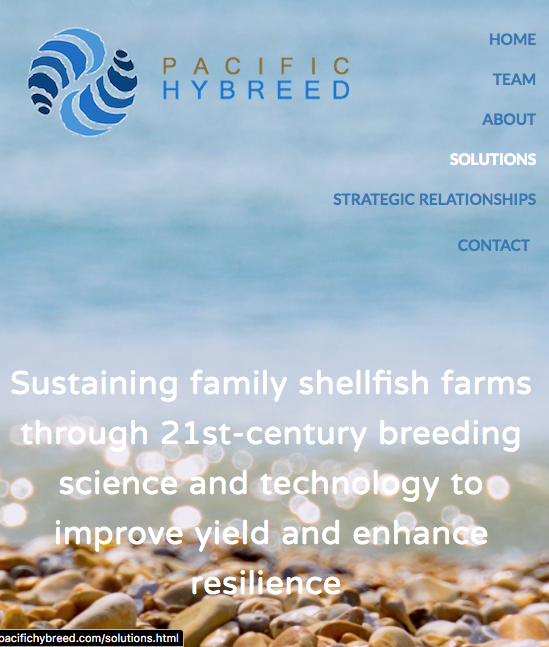 PACIFIC
HYBREED
HOME
TEAM
ABOUT
SOLUTIONS
STRATEGIC RELATIONSHIPS
CONTACT
Sustaining family shellfish farms
through 21st-century breeding
science and technology to
improve yield and enhance
resilience
pacifichybreed.com/solutions.html